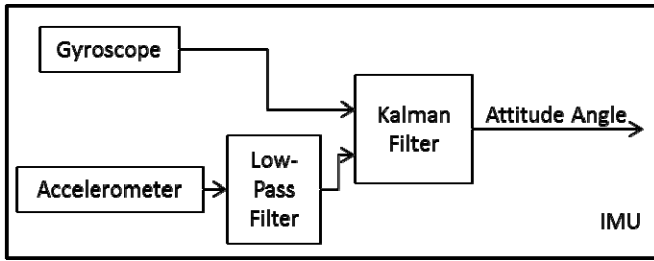 Gyroscope
Kalman
Filter
Attitude Angle
Accelerometer
Low-
Pass
Filter
IMU